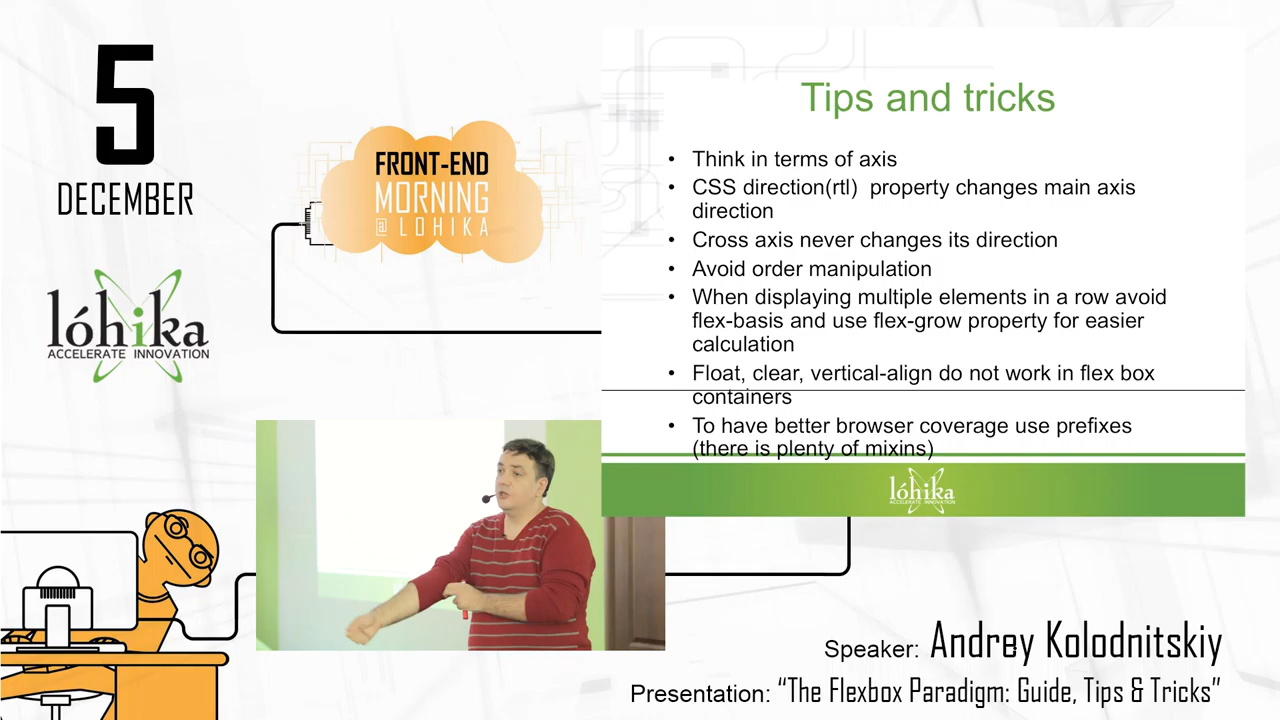 5
DECEMBER
lóhika
ACCELERATE INNOVATION
FRONT-END
MORNING
@ LOHIKA
Tips and tricks
• Think in terms of axis
• CSS direction(rtl) property changes main axis
direction
• Cross axis never changes its direction
• Avoid order manipulation
• When displaying multiple elements in a row avoid
flex-basis and use flex-grow property for easier
calculation
• Float, clear, vertical-align do not work in flex box
containers
• To have better browser coverage use prefixes
(there is plenty of mixins)
lóhika
ACCELERATE INNOVATION
Speaker: Andrey Kolodnitskiy
Presentation: “The Flexbox Paradigm: Guide, Tips & Tricks”